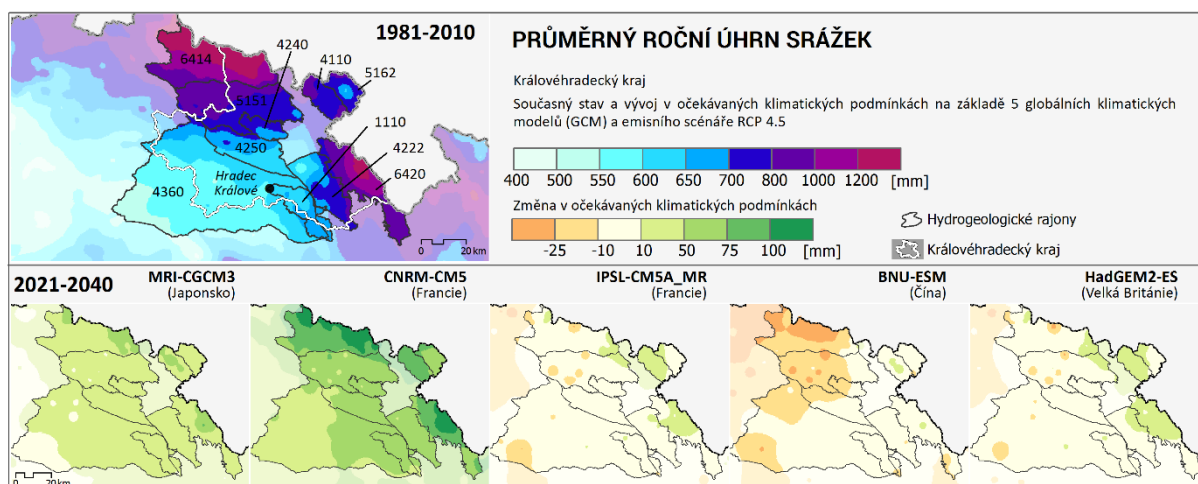 1981-2010
6414
4240
4110
5162
5151
4250
1110
4222
4360
Hradec
Králové
6420
0 20 km
PRŮMĚRNÝ ROČNÍ ÚHRN SRÁŽEK
Královéhradecký kraj
Současný stav a vývoj v očekávaných klimatických podmínkách na základě 5 globálních klimatických
modelů (GCM) a emisního scénáře RCP 4.5
400 500 550 600 650 700 800 1000 1200 [mm]
Změna v očekávaných klimatických podmínkách
-25 -10 10 50 75 100 [mm]
Hydrogeologické rajony
Královéhradecký kraj
2021-2040
MRI-CGCM3
(Japonsko)
CNRM-CM5
(Francie)
IPSL-CM5A_MR
(Francie)
BNU-ESM
(Čína)
HadGEM2-ES
(Velká Británie)
0 20 km